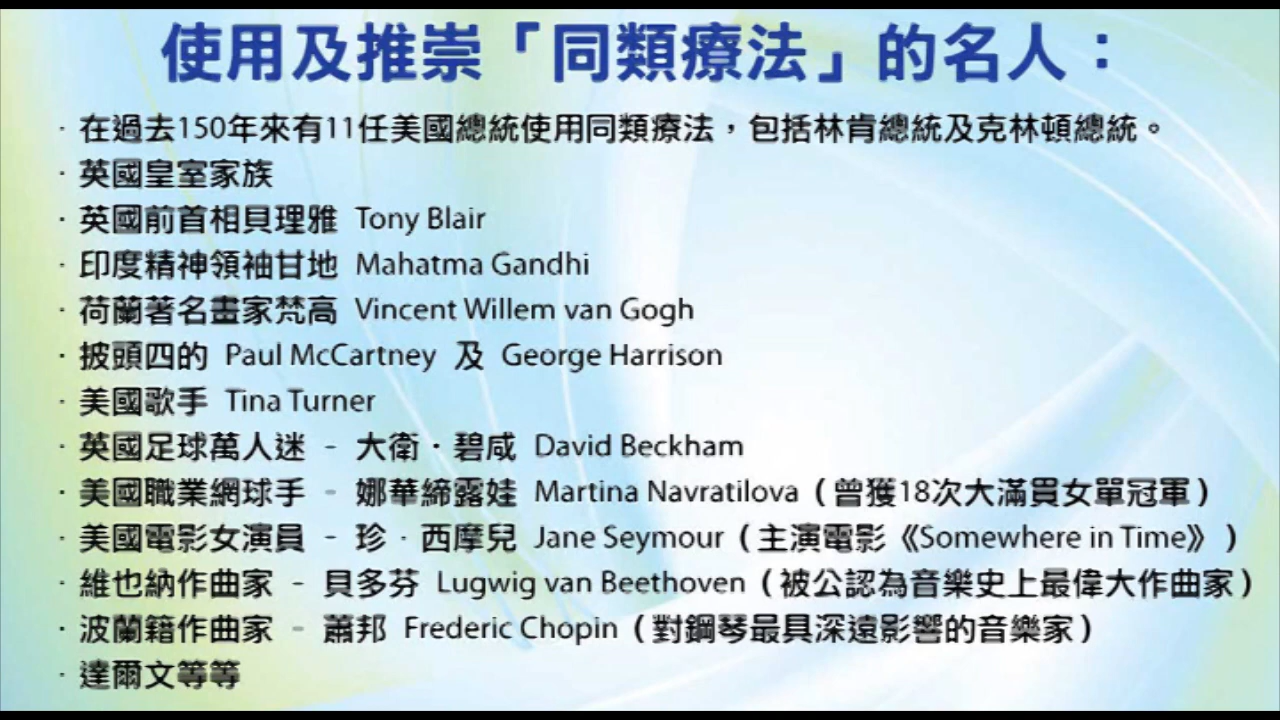 使用及推崇「同類療法」的名人：
· 在過去150年來有11任美國總統使用同類療法，包括林肯總統及克林頓總統。
· 英國皇室家族
· 英國前首相貝理雅 Tony Blair
· 印度精神領袖甘地 Mahatma Gandhi
· 荷蘭著名畫家梵高 Vincent Willem van Gogh
· 披頭四的 Paul McCartney 及 George Harrison
· 美國歌手 Tina Turner
· 英國足球萬人迷 - 大衛·碧咸 David Beckham
· 美國職業網球手 - 娜華締露娃 Martina Navratilova（曾獲18次大滿貫女單冠軍）
· 美國電影女演員 - 珍·西摩兒 Jane Seymour（主演電影《Somewhere in Time》）
· 維也納作曲家 - 貝多芬 Lugwig van Beethoven（被公認為音樂史上最偉大作曲家）
· 波蘭籍作曲家 - 蕭邦 Frederic Chopin（對鋼琴最具深遠影響的音樂家）
· 達爾文等等